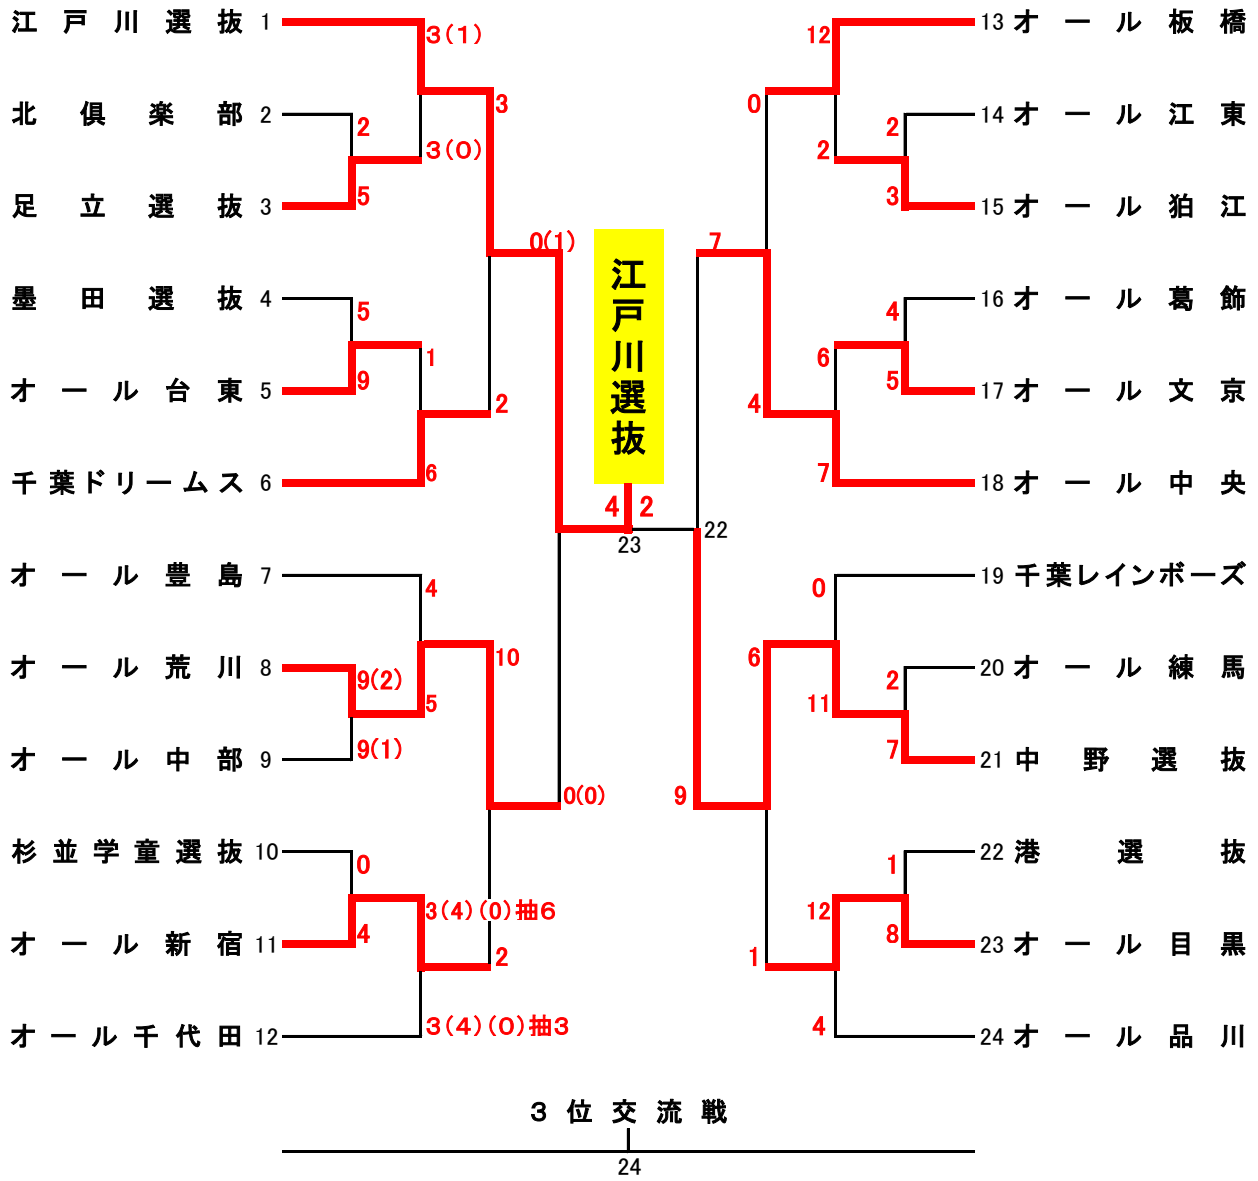 江戸川選抜 1
3(1)
北倶楽部 2
2
3
3(0)
足立選抜 3
5
0(1)
墨田選抜 4
5
1
オール台東 5
9
2
千葉ドリームス 6
6
オール豊島 7
4
オール荒川 8
9(2)
10
5
オール中部 9
9(1)
0(0)
杉並学童選抜 10
0
3(4)(0)抽6
オール新宿 11
4
2
オール千代田 12
3(4)(0)抽3
江戸川選抜
4 2
23
22
12
13 オール板橋
0
14 オール江東
2
2
3
15 オール狛江
7
16 オール葛飾
4
6
5
17 オール文京
4
7
18 オール中央
19 千葉レインボーズ
0
6
20 オール練馬
2
11
7
21 中野選抜
9
22 港選抜
1
12
8
23 オール目黒
1
4
24 オール品川
3位交流戦
24